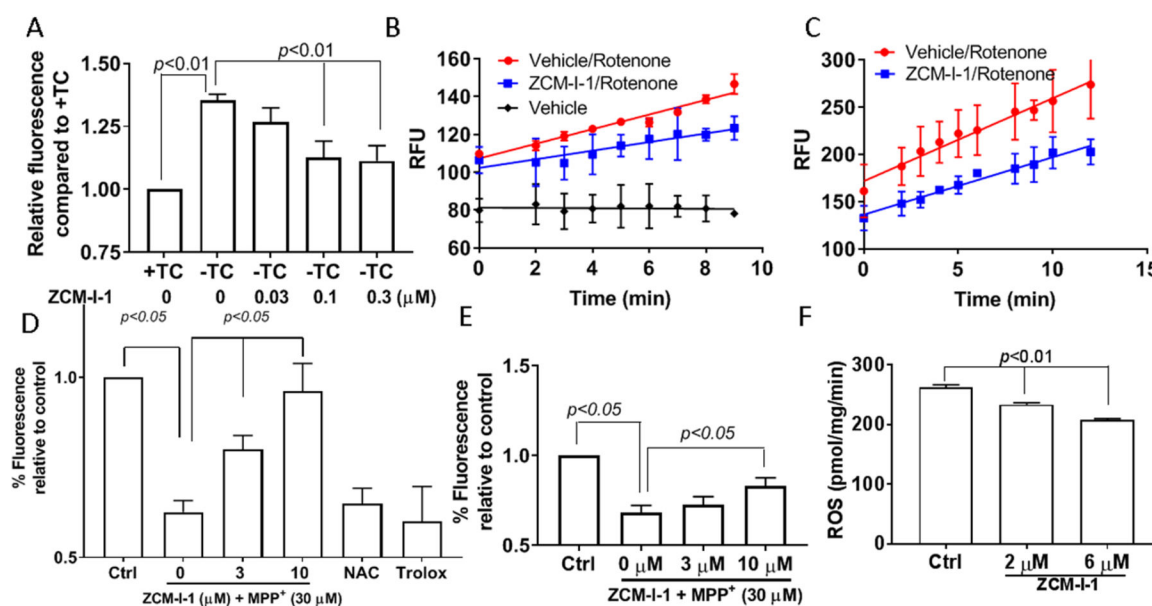 A
Relative fluorescence
compared to +TC
1.50
1.25
1.00
0.75
p<0.01
p<0.01
+TC -TC -TC -TC -TC
ZCM-I-1 0 0 0.03 0.1 0.3 (μM)
B
RFU
160
140
120
100
80
60
Vehicle/Rotenone
ZCM-I-1/Rotenone
Vehicle
0 2 4 6 8 10
Time (min)
C
RFU
300
250
200
150
100
Vehicle/Rotenone
ZCM-I-1/Rotenone
0 5 10 15
Time (min)
D
% Fluorescence
relative to control
1.0
0.5
p<0.05
p<0.05
Ctrl 0 3 10 NAC Trolox
ZCM-I-1 (μM) + MPP+ (30 μM)
E
% Fluorescence
relative to control
1.5
1.0
0.5
p<0.05
p<0.05
Ctrl 0 μM 3 μM 10 μM
ZCM-I-1 + MPP+ (30 μM)
F
ROS (pmol/mg/min)
300
200
100
0
p<0.01
Ctrl 2 μM 6 μM
ZCM-I-1